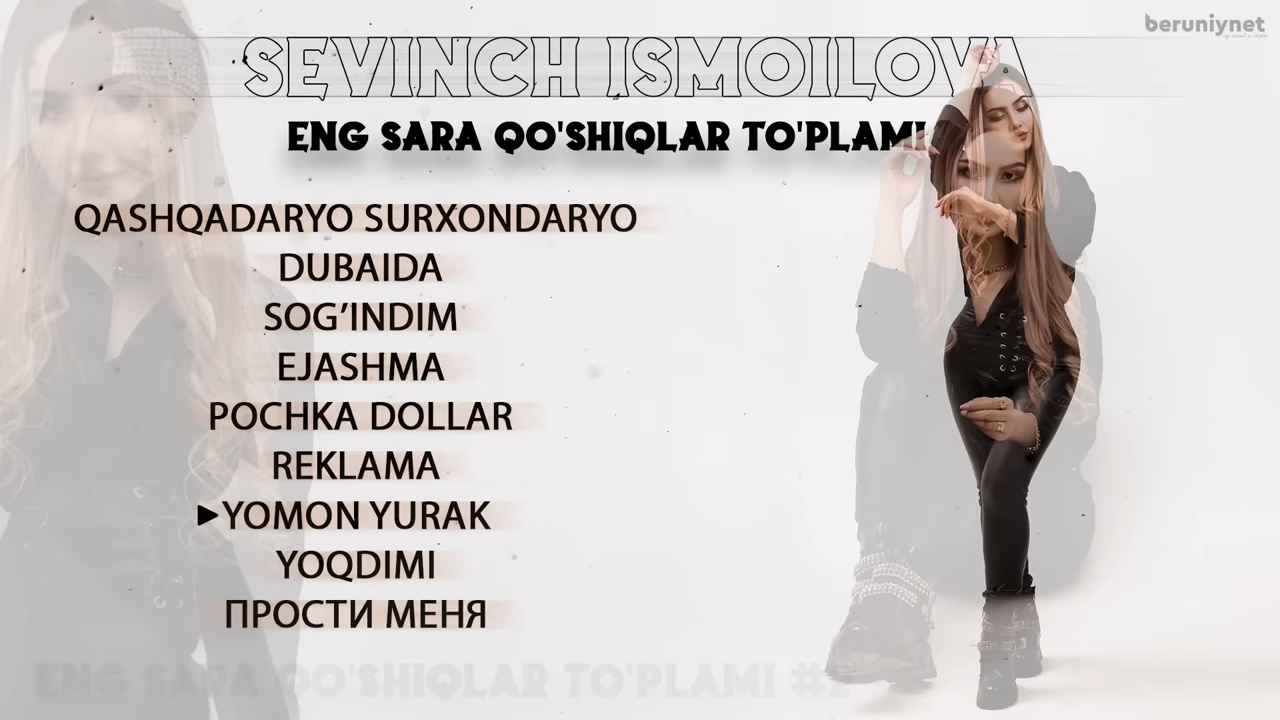 beruniynet
SEVINCH ISMOILOVA
ENG SARA QO'SHIQLAR TO'PLAMI
QASHQADARYO SURXONDARYO
DUBAIDA
SOG’INDIM
EJASHMA
POCHKA DOLLAR
REKLAMA
YOMON YURAK
YOQDIMI
ПРОСТИ МЕНЯ
ENG SARA QO'SHIQLAR TO'PLAMI #2